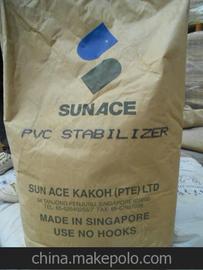 SUNACE
PVC STABILIZER
SUN ACE KAKOH (PTE) LTD
MADE IN SINGAPORE
USE NO HOOKS
china.makepolo.com